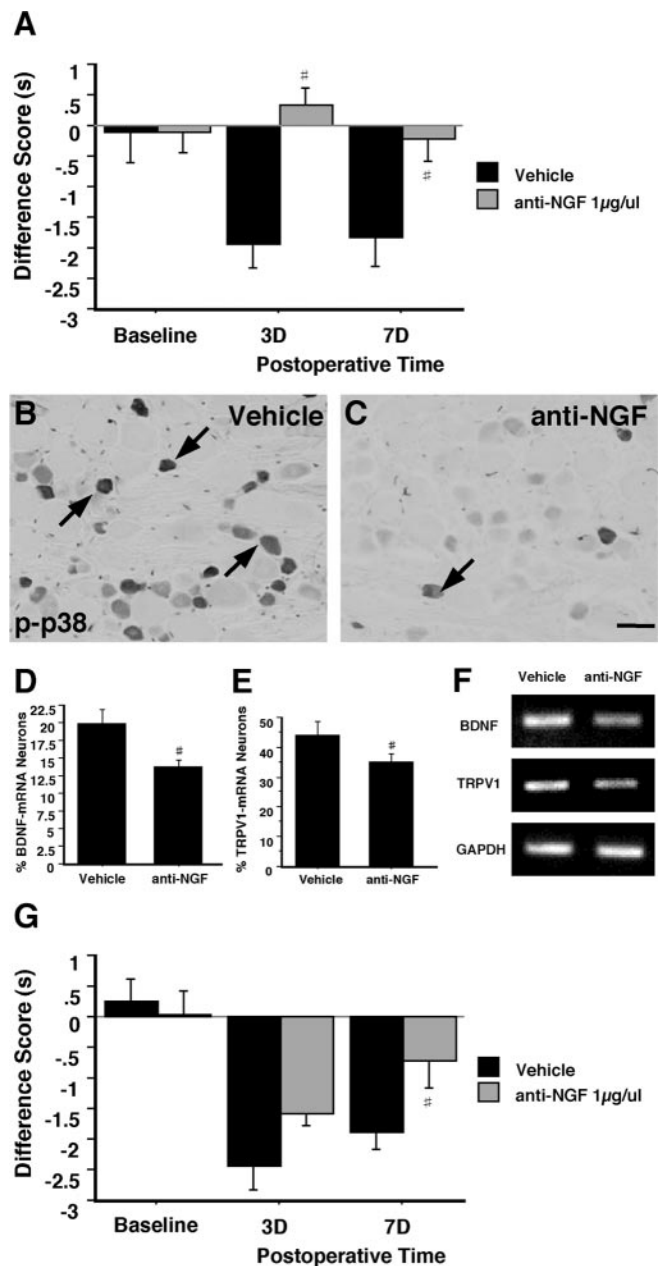 A
Difference Score (s)
1
.5
0
-.5
-1
-1.5
-2
-2.5
-3
#
#
Baseline
3D
7D
Postoperative Time
Vehicle
anti-NGF 1µg/ul
B
Vehicle
p-p38
C
anti-NGF
D
% BDNF-mRNA Neurons
22.5
20
17.5
15
12.5
10
7.5
5
2.5
0
#
Vehicle
anti-NGF
E
% TRPV1-mRNA Neurons
50
40
30
20
10
0
#
Vehicle
anti-NGF
F
Vehicle
anti-NGF
BDNF
TRPV1
GAPDH
G
Difference Score (s)
1
.5
0
-.5
-1
-1.5
-2
-2.5
-3
#
Baseline
3D
7D
Postoperative Time
Vehicle
anti-NGF 1µg/ul